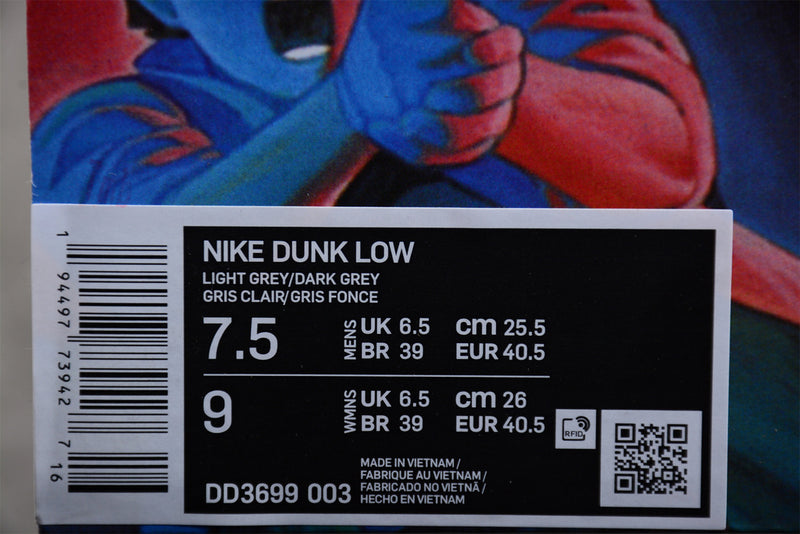 NIKE DUNK LOW
LIGHT GREY/DARK GREY
GRIS CLAIR/GRIS FONCE
7.5 MENS UK 6.5 cm 25.5
BR 39 EUR 40.5
9 WMNS UK 6.5 cm 26
BR 39 EUR 40.5
RFID
MADE IN VIETNAM /
FABRIQUE AU VIETNAM /
FABRICADO NO VIETNÃ /
HECHO EN VIETNAM
DD3699 003
1 94497 73942 7 16